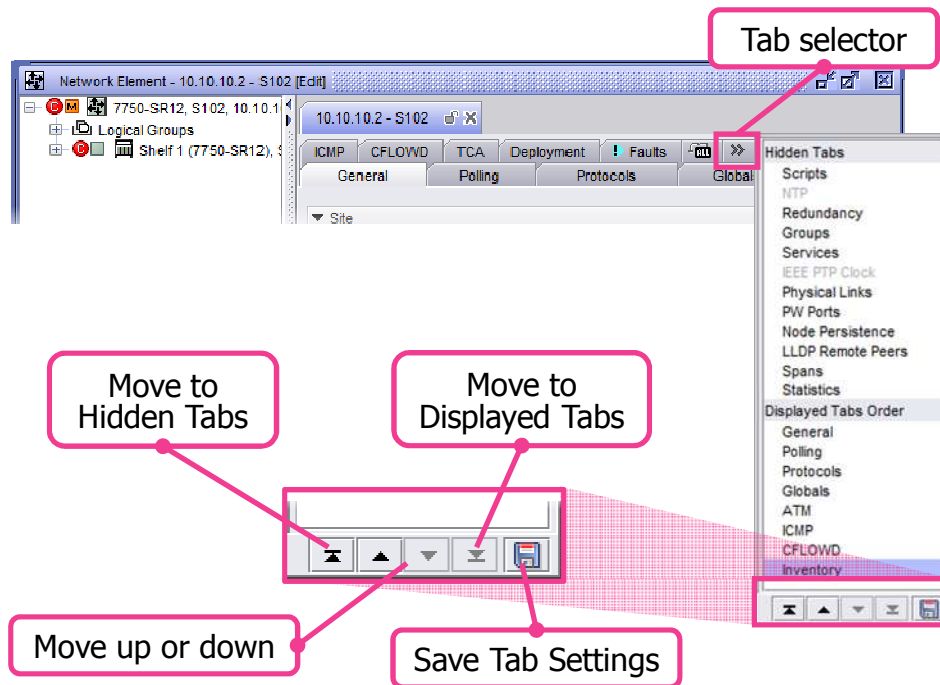 Tab selector
Network Element - 10.10.10.2 - S102 [Edit]
C M 7750-SR12, S102, 10.10.1
Logical Groups
C Shelf 1 (7750-SR12), S
10.10.10.2 - S102
ICMP CFLOWD TCA Deployment ! Faults ALL
General Polling Protocols Global
Site
Hidden Tabs
Scripts
NTP
Redundancy
Groups
Services
IEEE PTP Clock
Physical Links
PW Ports
Node Persistence
LLDP Remote Peers
Spans
Statistics
Displayed Tabs Order
General
Polling
Protocols
Globals
ATM
ICMP
CFLOWD
Inventory
Move to
Hidden Tabs
Move to
Displayed Tabs
Move up or down
Save Tab Settings